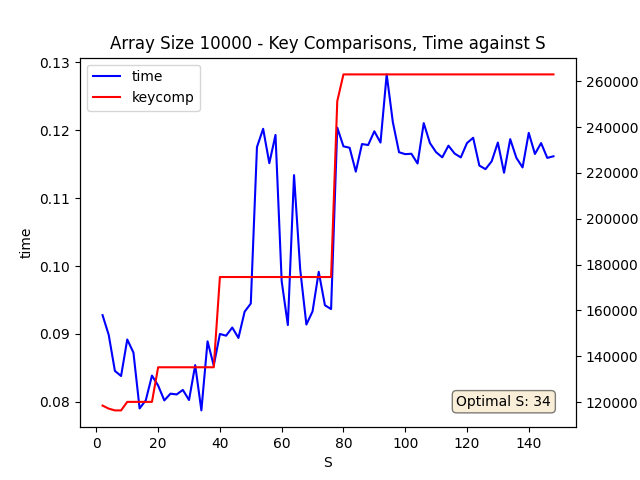 Array Size 10000 - Key Comparisons, Time against S
time
keycomp
0.13
0.12
0.11
0.10
0.09
0.08
time
260000
240000
220000
200000
180000
160000
140000
120000
Optimal S: 34
0 20 40 60 80 100 120 140
S